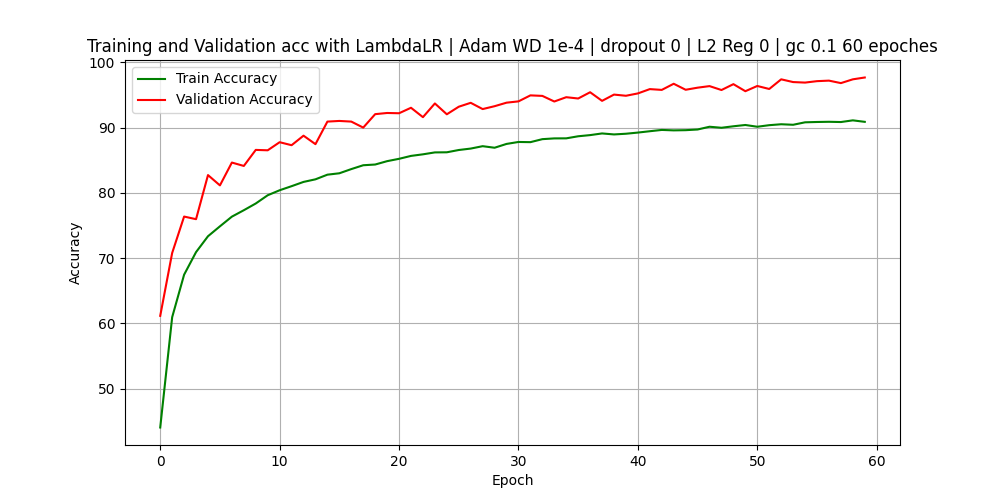 Training and Validation acc with LambdaLR | Adam WD 1e-4 | dropout 0 | L2 Reg 0 | gc 0.1 60 epoches
Train Accuracy
Validation Accuracy
Accuracy
100
90
80
70
60
50
0 10 20 30 40 50 60
Epoch